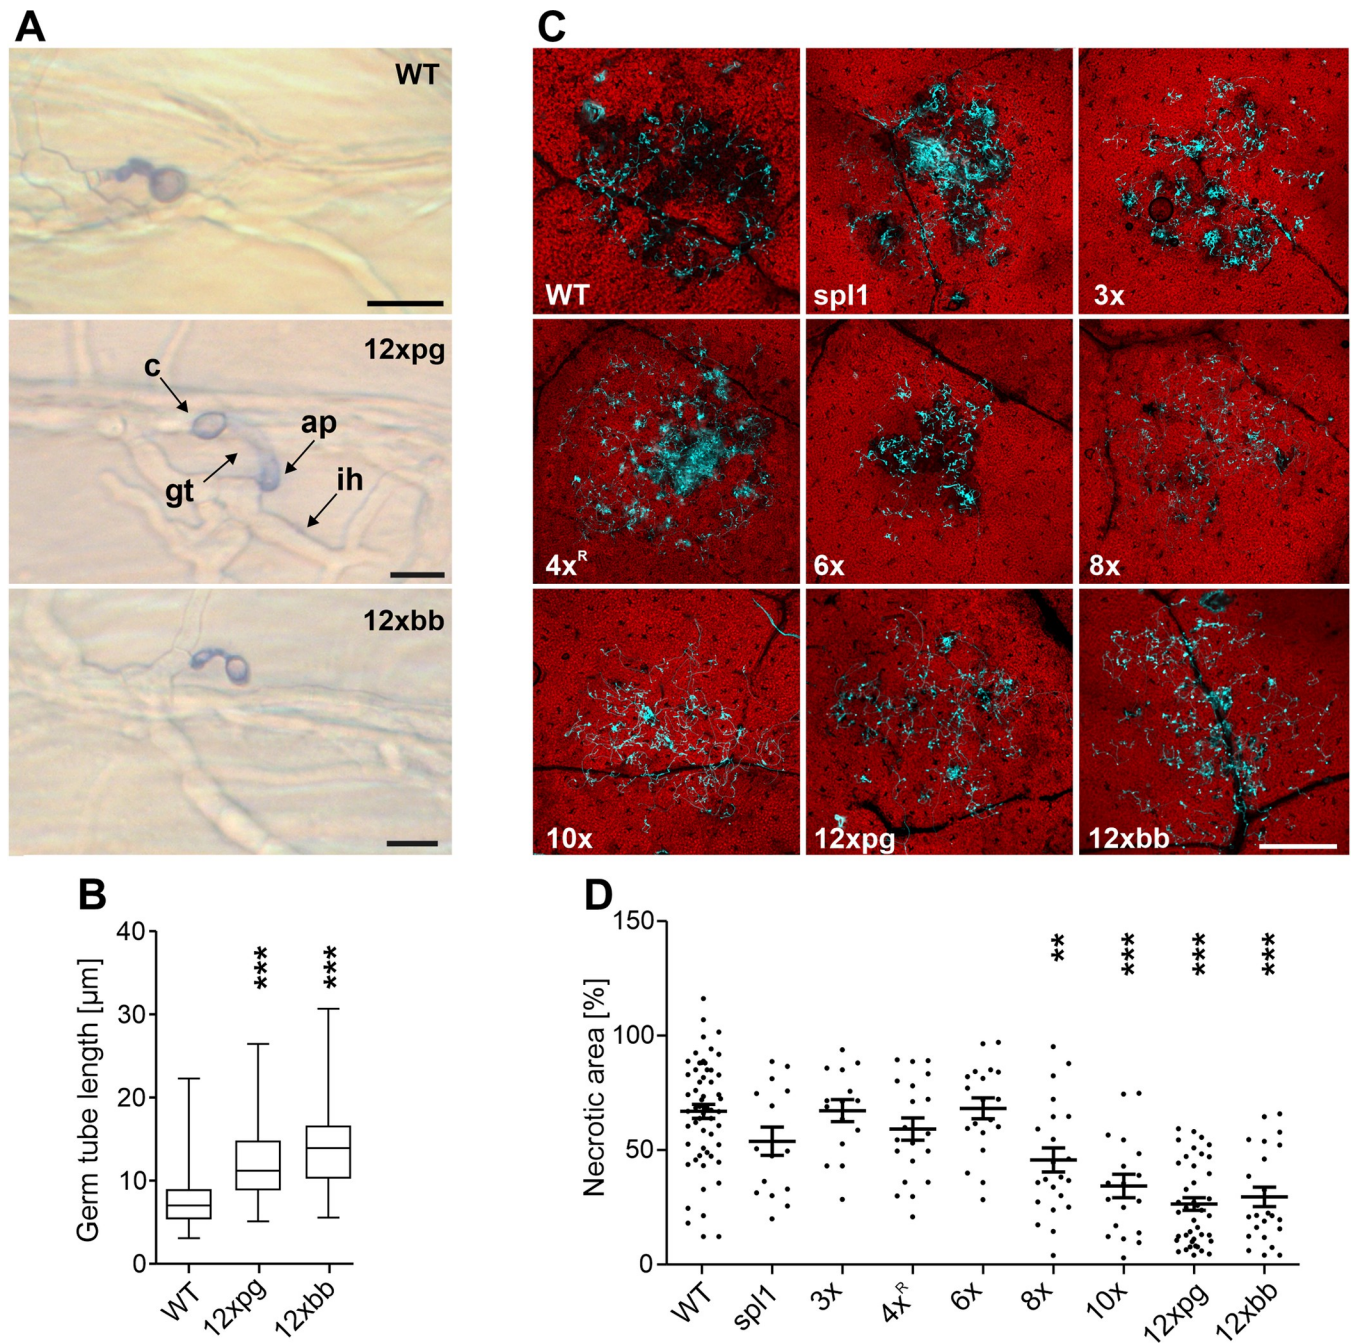 A
WT
12xpg
c
ap
gt
ih
12xbb
C
WT
spl1
3x
4xᴿ
6x
8x
10x
12xpg
12xbb
B
Germ tube length [µm]
40
30
20
10
0
***
***
WT
12xpg
12xbb
D
Necrotic area [%]
150
100
50
0
**
***
***
***
WT
spl1
3x
4xᴿ
6x
8x
10x
12xpg
12xbb